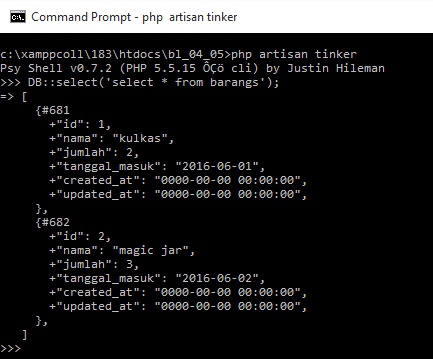 Command Prompt - php  artisan tinker
c:\xamppcoll\183\htdocs\bl_04_05>php artisan tinker
Psy Shell v0.7.2 (PHP 5.5.15 ÔÇö cli) by Justin Hileman
>>> DB::select('select * from barangs');
=> [
     {#681
       +"id": 1,
       +"nama": "kulkas",
       +"jumlah": 2,
       +"tanggal_masuk": "2016-06-01",
       +"created_at": "0000-00-00 00:00:00",
       +"updated_at": "0000-00-00 00:00:00",
     },
     {#682
       +"id": 2,
       +"nama": "magic jar",
       +"jumlah": 3,
       +"tanggal_masuk": "2016-06-02",
       +"created_at": "0000-00-00 00:00:00",
       +"updated_at": "0000-00-00 00:00:00",
     },
   ]
>>>